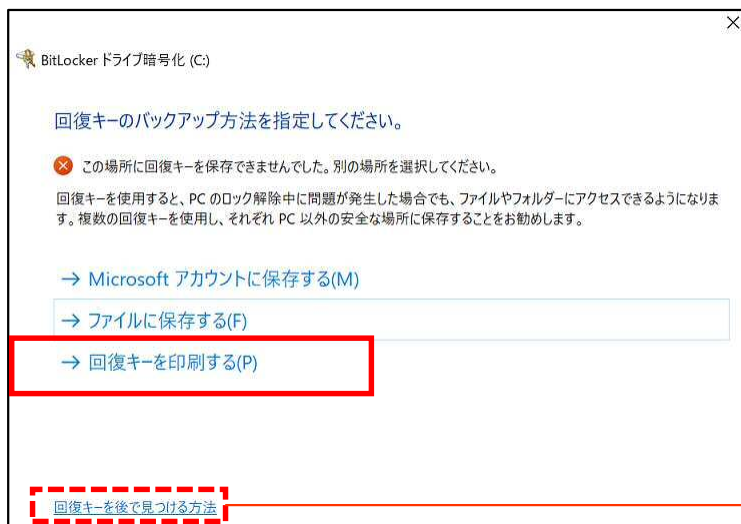 BitLocker ドライブ暗号化 (C:)
回復キーのバックアップ方法を指定してください。
この場所に回復キーを保存できませんでした。別の場所を選択してください。
回復キーを使用すると、PC のロック解除中に問題が発生した場合でも、ファイルやフォルダーにアクセスできるようになりま
す。複数の回復キーを使用し、それぞれ PC 以外の安全な場所に保存することをお勧めします。
→ Microsoft アカウントに保存する(M)
→ ファイルに保存する(F)
→ 回復キーを印刷する(P)
回復キーを後で見つける方法